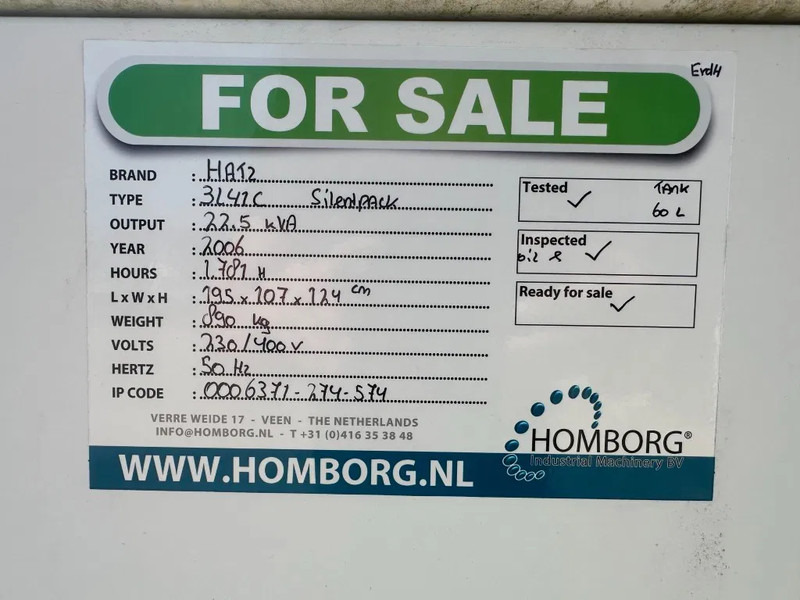 ErdH
FOR SALE
BRAND : HATZ
TYPE : 3L41C Silentpack
OUTPUT : 22.5 kVA
YEAR : 2006
HOURS : 1.781 H
L x W x H : 195 x 107 x 124 cm
WEIGHT : 890 kg
VOLTS : 230/400 V
HERTZ : 50 Hz
IP CODE : 0006371-274-574
Tested ✓ TANK
60 L
Inspected
oil & ✓
Ready for sale ✓
VERRE WEIDE 17 - VEEN - THE NETHERLANDS
INFO@HOMBORG.NL - T +31 (0)416 35 38 48
HOMBORG®
Industrial Machinery BV
WWW.HOMBORG.NL